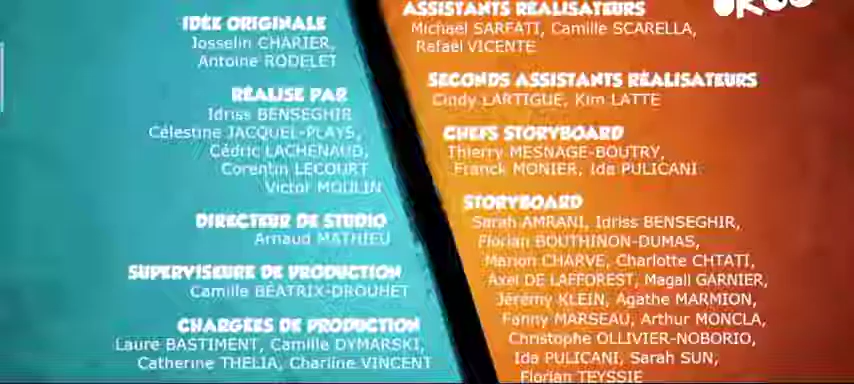 IDÉE ORIGINALE
Josselin CHARIER,
Antoine RODELET
RÉALISÉ PAR
Idriss BENSEGHIR
Célestine JACQUEL-PLAYS,
Cédric LACHENAUD,
Corentin LECOURT
Victor MOULIN
DIRECTEUR DE STUDIO
Arnaud MATHIEU
SUPERVISEURE DE PRODUCTION
Camille BÉATRIX-DROUHET
CHARGÉES DE PRODUCTION
Laure BASTIMENT, Camille DYMARSKI,
Catherine THELIA, Charline VINCENT
ASSISTANTS RÉALISATEURS
Michaël SARFATI, Camille SCARELLA,
Rafaël VICENTE
SECONDS ASSISTANTS RÉALISATEURS
Cindy LARTIGUE, Kim LATTE
CHEFS STORYBOARD
Thierry MESNAGE-BOUTRY,
Franck MONIER, Ida PULICANI
STORYBOARD
Sarah AMRANI, Idriss BENSEGHIR,
Florian BOUTHINON-DUMAS,
Marion CHARVE, Charlotte CHTATI,
Axel DE LAFFOREST, Magali GARNIER,
Jérémy KLEIN, Agathe MARMION,
Fanny MARSEAU, Arthur MONCLA,
Christophe OLLIVIER-NOBORIO,
Ida PULICANI, Sarah SUN,
Florian TEYSSIE